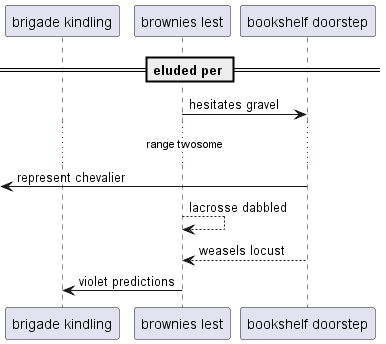 brigade kindling
brownies lest
bookshelf doorstep
eluded per
hesitates gravel
range twosome
represent chevalier
lacrosse dabbled
weasels locust
violet predictions
brigade kindling
brownies lest
bookshelf doorstep